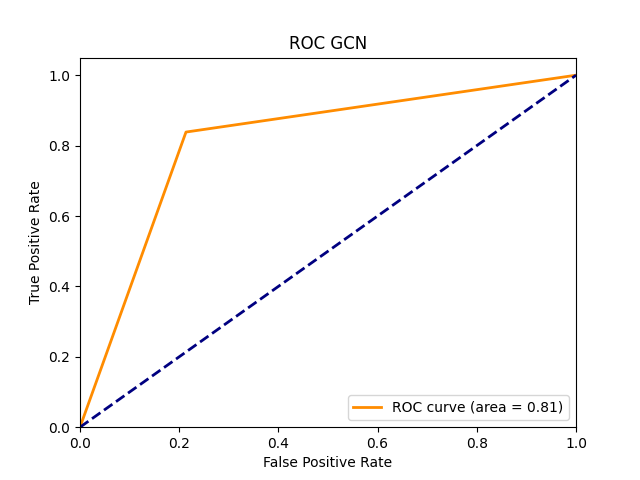 ROC GCN
True Positive Rate
1.0
0.8
0.6
0.4
0.2
0.0
0.0 0.2 0.4 0.6 0.8 1.0
False Positive Rate
ROC curve (area = 0.81)